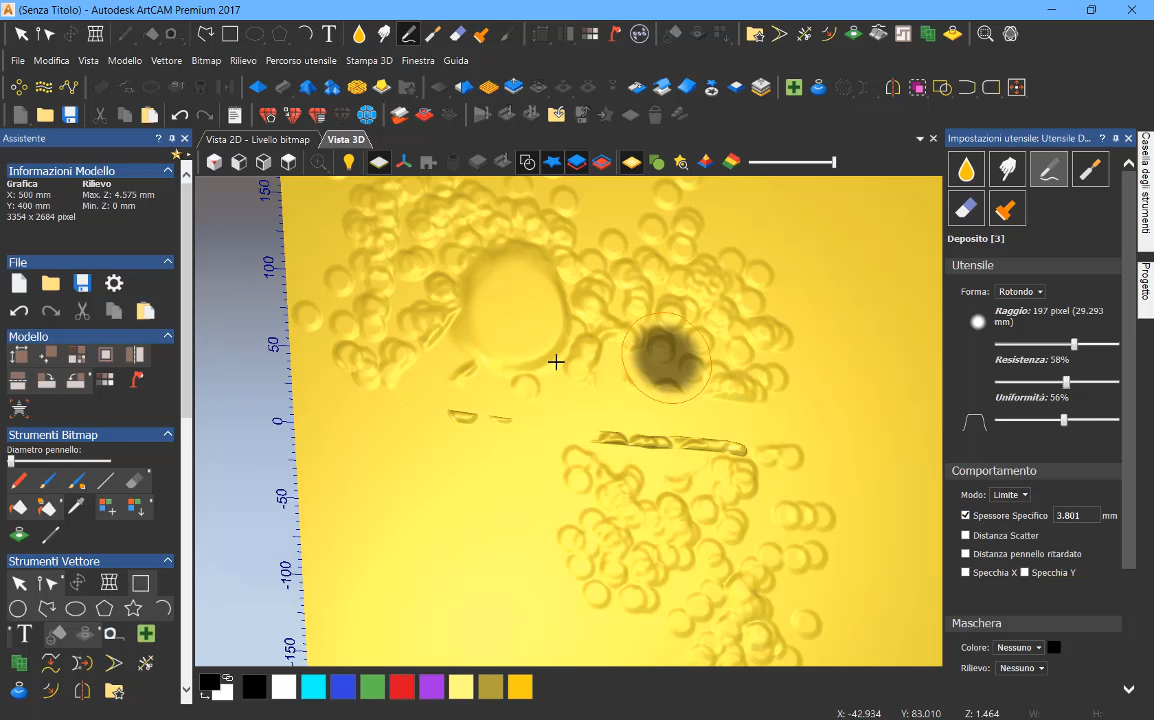 (Senza Titolo) - Autodesk ArtCAM Premium 2017
File Modifica Vista Modello Vettore Bitmap Rilievo Percorso utensile Stampa 3D Finestra Guida
Assistente
Vista 2D - Livello bitmap
Vista 3D
Impostazioni utensile: Utensile D...
Informazioni Modello
Grafica
Rilievo
X: 500 mm
Max. Z: 4.575 mm
Y: 400 mm
Min. Z: 0 mm
3354 x 2684 pixel
File
Modello
Strumenti Bitmap
Diametro pennello:
Strumenti Vettore
150
100
50
0
-50
-100
-150
Deposito [3]
Utensile
Forma: Rotondo
Raggio: 197 pixel (29.293
mm)
Resistenza: 58%
Uniformità: 56%
Comportamento
Modo: Limite
Spessore Specifico 3.801 mm
Distanza Scatter
Distanza pennello ritardato
Specchia X
Specchia Y
Maschera
Colore: Nessuno
Rilievo: Nessuno
Casella degli strumenti
Progetto
X: -42.934 Y: 83.010 Z: 1.464 W: H: